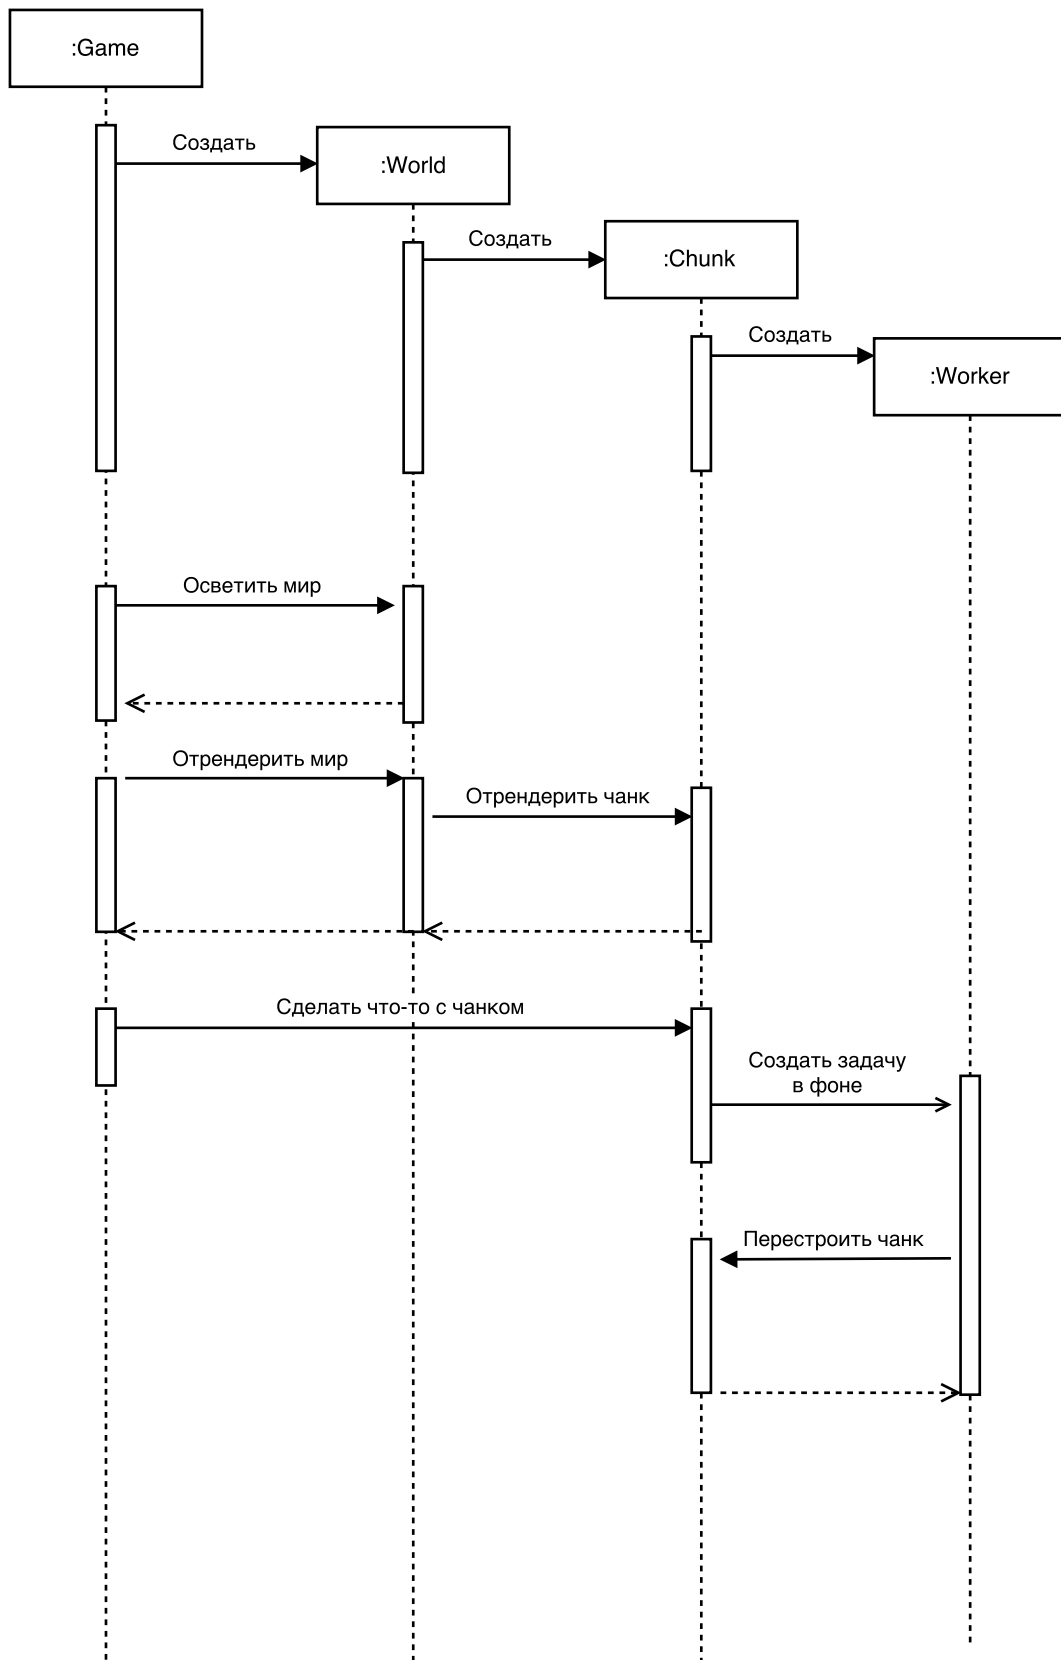 :Game
Создать
:World
Создать
:Chunk
Создать
:Worker
Осветить мир
Отрендерить мир
Отрендерить чанк
Сделать что-то с чанком
Создать задачу
в фоне
Перестроить чанк